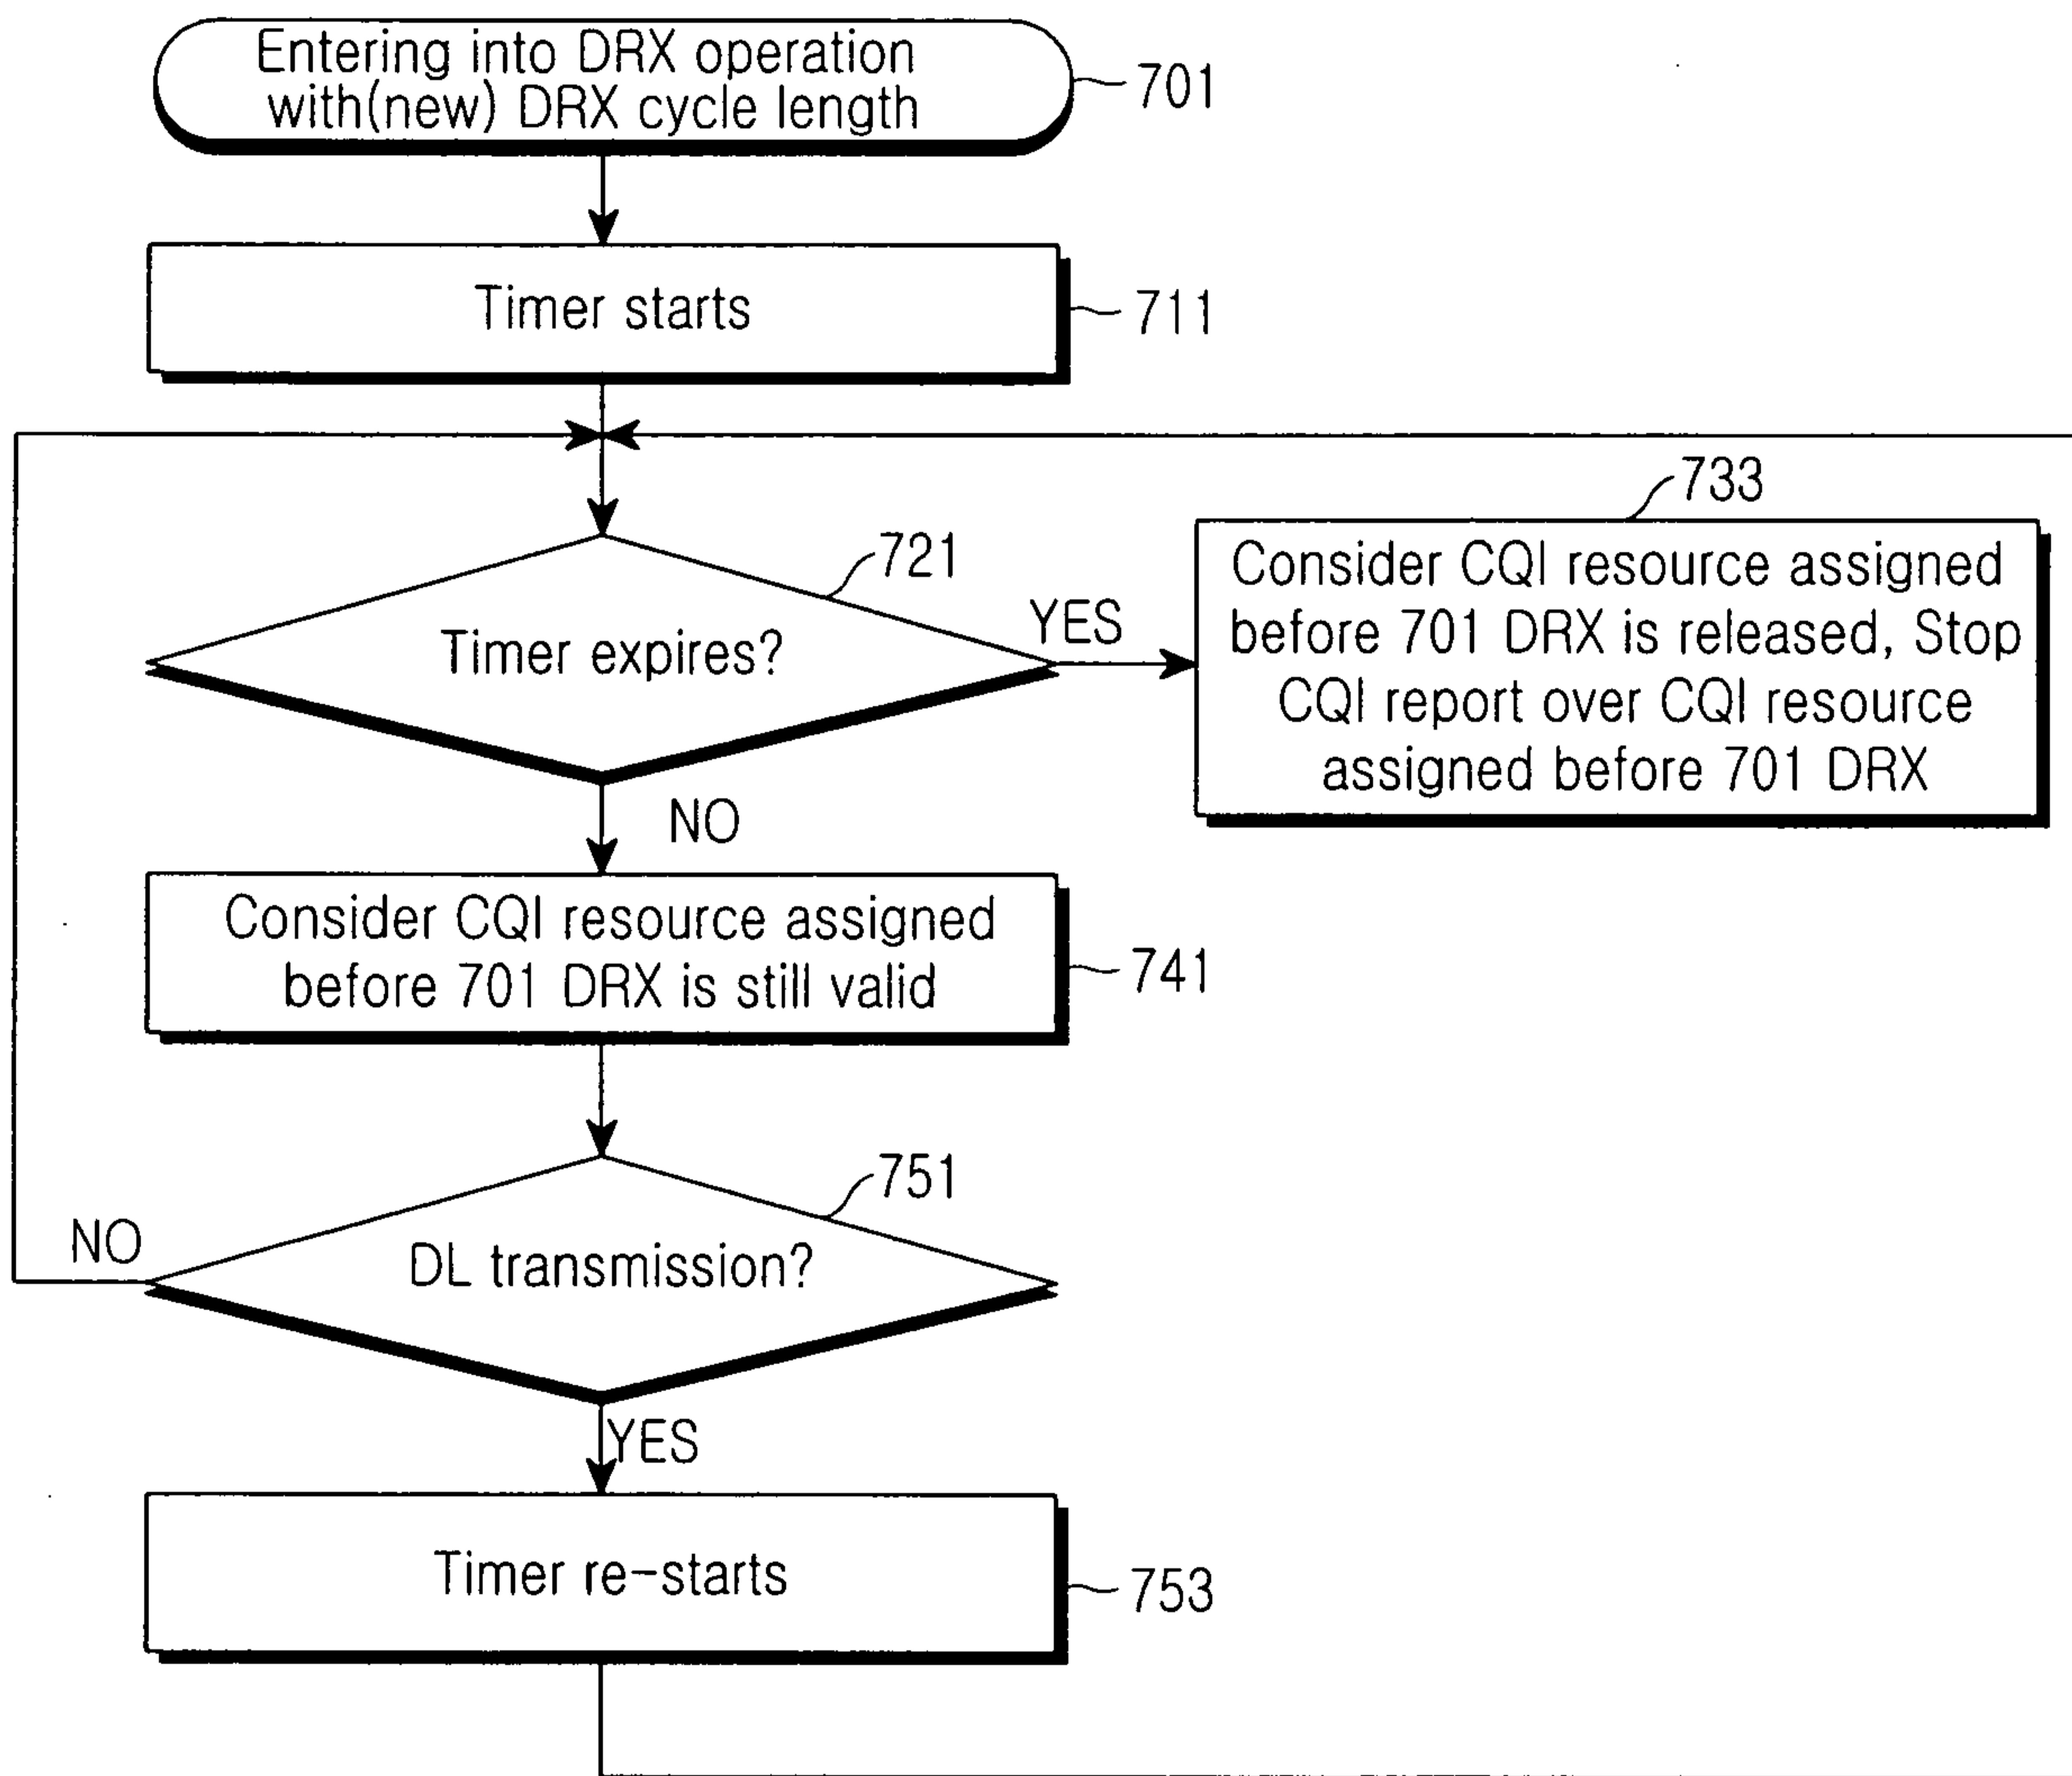 Entering into DRX operation
with(new) DRX cycle length
701
Timer starts
711
733
721
Timer expires?
YES
Consider CQI resource assigned
before 701 DRX is released, Stop
CQI report over CQI resource
assigned before 701 DRX
NO
Consider CQI resource assigned
before 701 DRX is still valid
741
751
NO
DL transmission?
YES
Timer re-starts
753